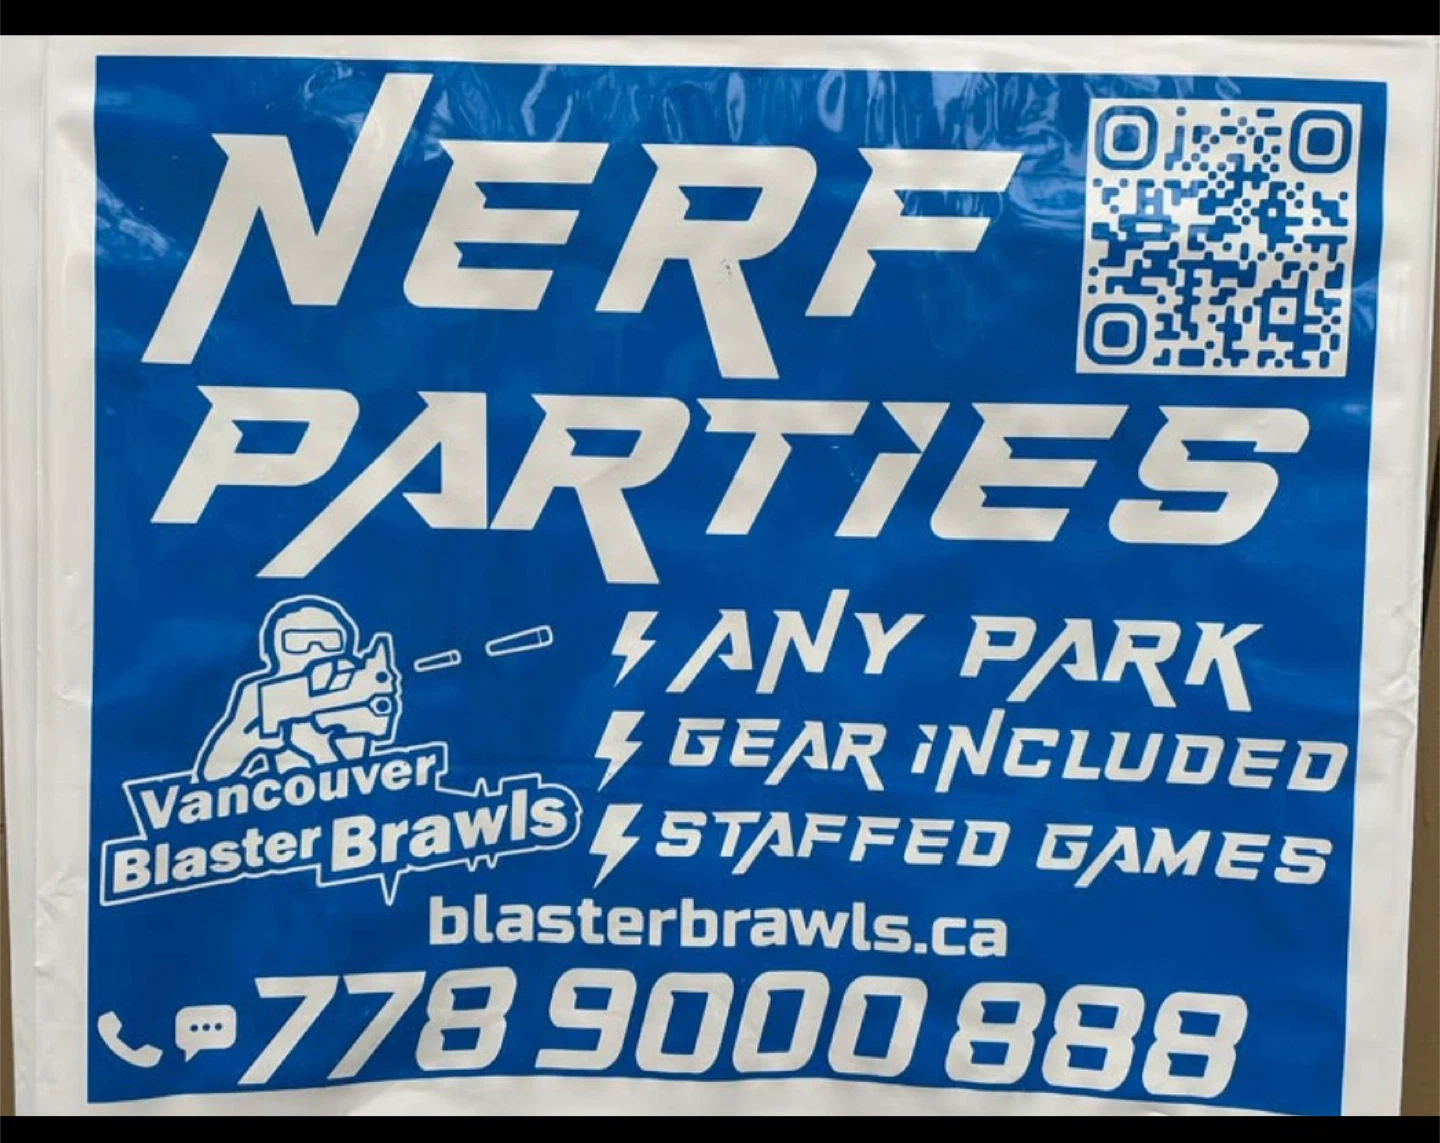 NERF
PARTIES
ANY PARK
GEAR INCLUDED
STAFFED GAMES
Vancouver
Blaster Brawls
blasterbrawls.ca
778 9000 888